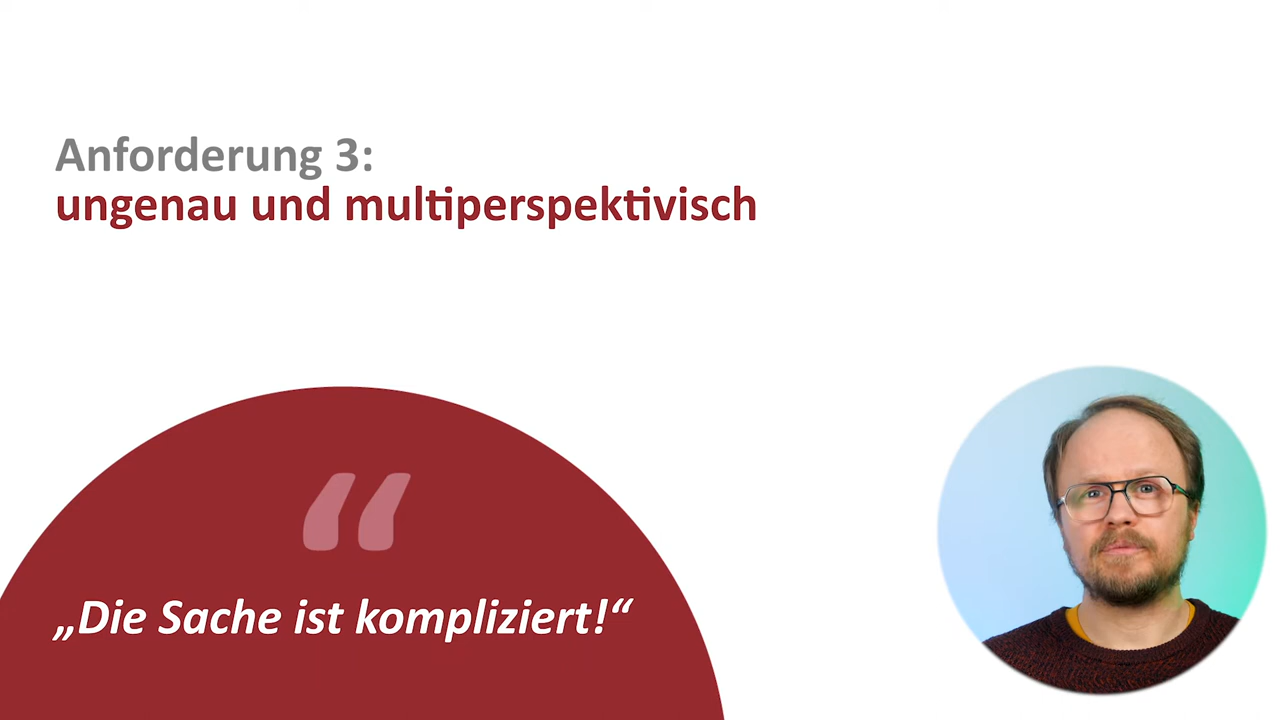 Anforderung 3:
ungenau und multiperspektivisch
“
„Die Sache ist kompliziert!“